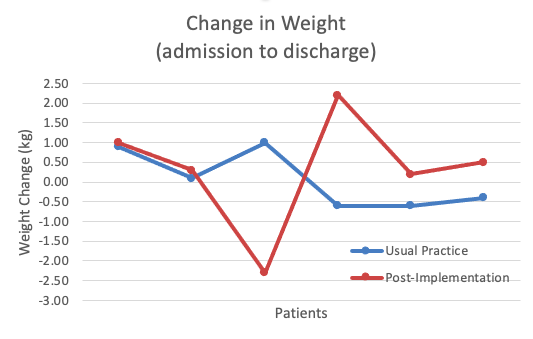 Change in Weight
(admission to discharge)
2.50
2.00
1.50
1.00
0.50
0.00
-0.50
-1.00
-1.50
-2.00
-2.50
-3.00
Weight Change (kg)
Usual Practice
Post-Implementation
Patients